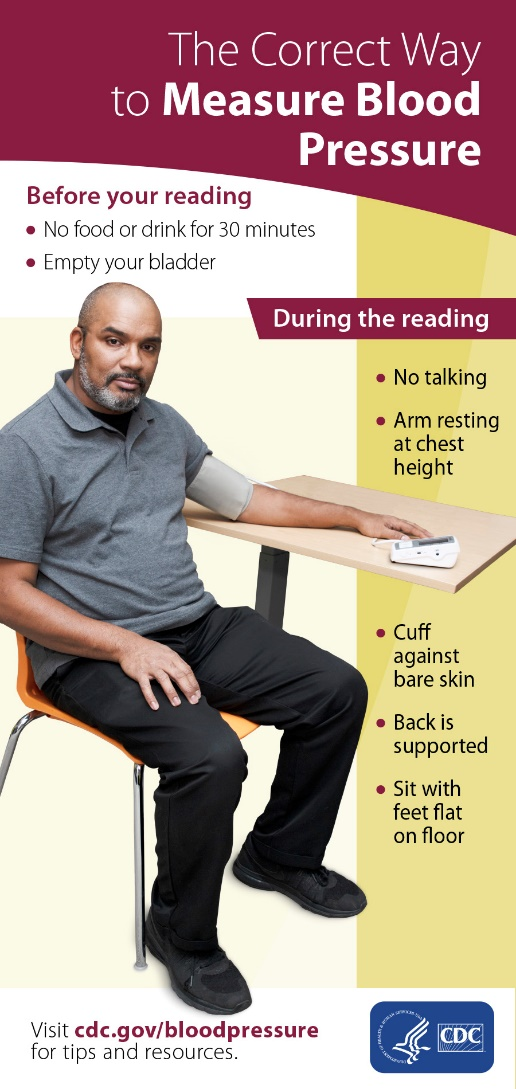 The Correct Way
to Measure Blood
Pressure
Before your reading
• No food or drink for 30 minutes
• Empty your bladder
During the reading
• No talking
• Arm resting
at chest
height
• Cuff
against
bare skin
• Back is
supported
• Sit with
feet flat
on floor
Visit cdc.gov/bloodpressure
for tips and resources.
CDC